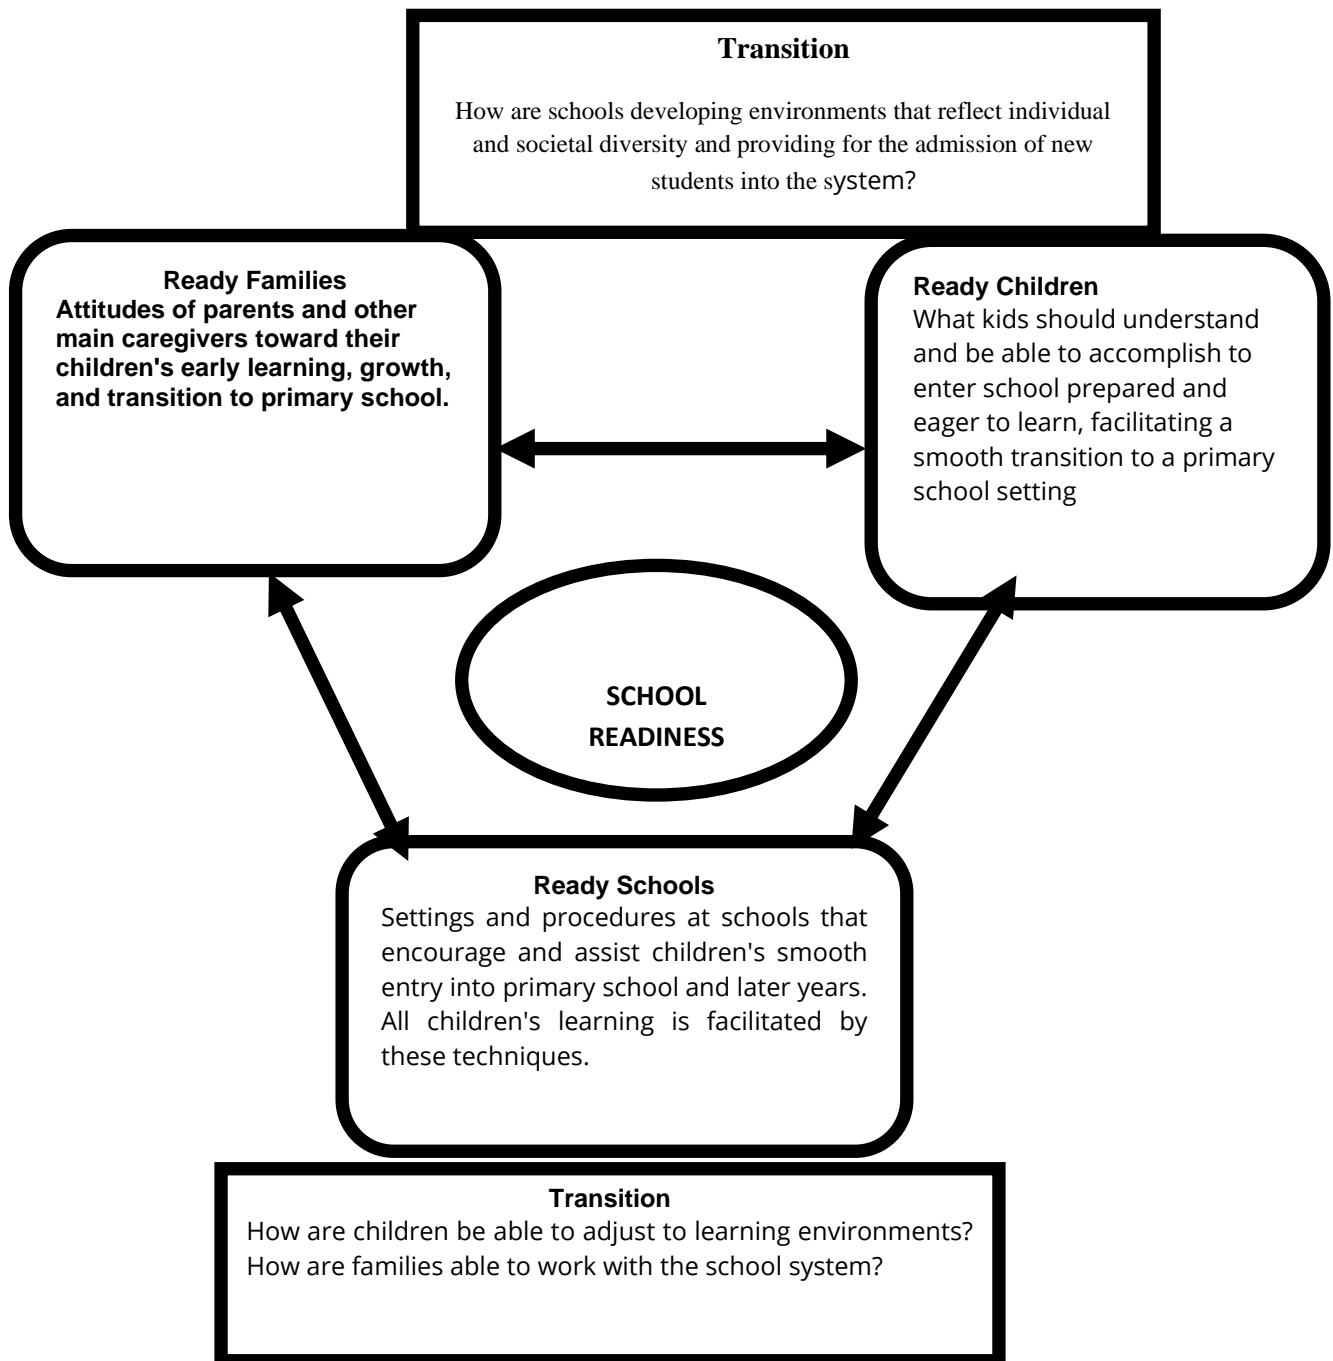 Transition
How are schools developing environments that reflect individual
and societal diversity and providing for the admission of new
students into the system?
Ready Families
Attitudes of parents and other
main caregivers toward their
children's early learning, growth,
and transition to primary school.
Ready Children
What kids should understand
and be able to accomplish to
enter school prepared and
eager to learn, facilitating a
smooth transition to a primary
school setting
SCHOOL
READINESS
Ready Schools
Settings and procedures at schools that
encourage and assist children's smooth
entry into primary school and later years.
All children's learning is facilitated by
these techniques.
Transition
How are children be able to adjust to learning environments?
How are families able to work with the school system?